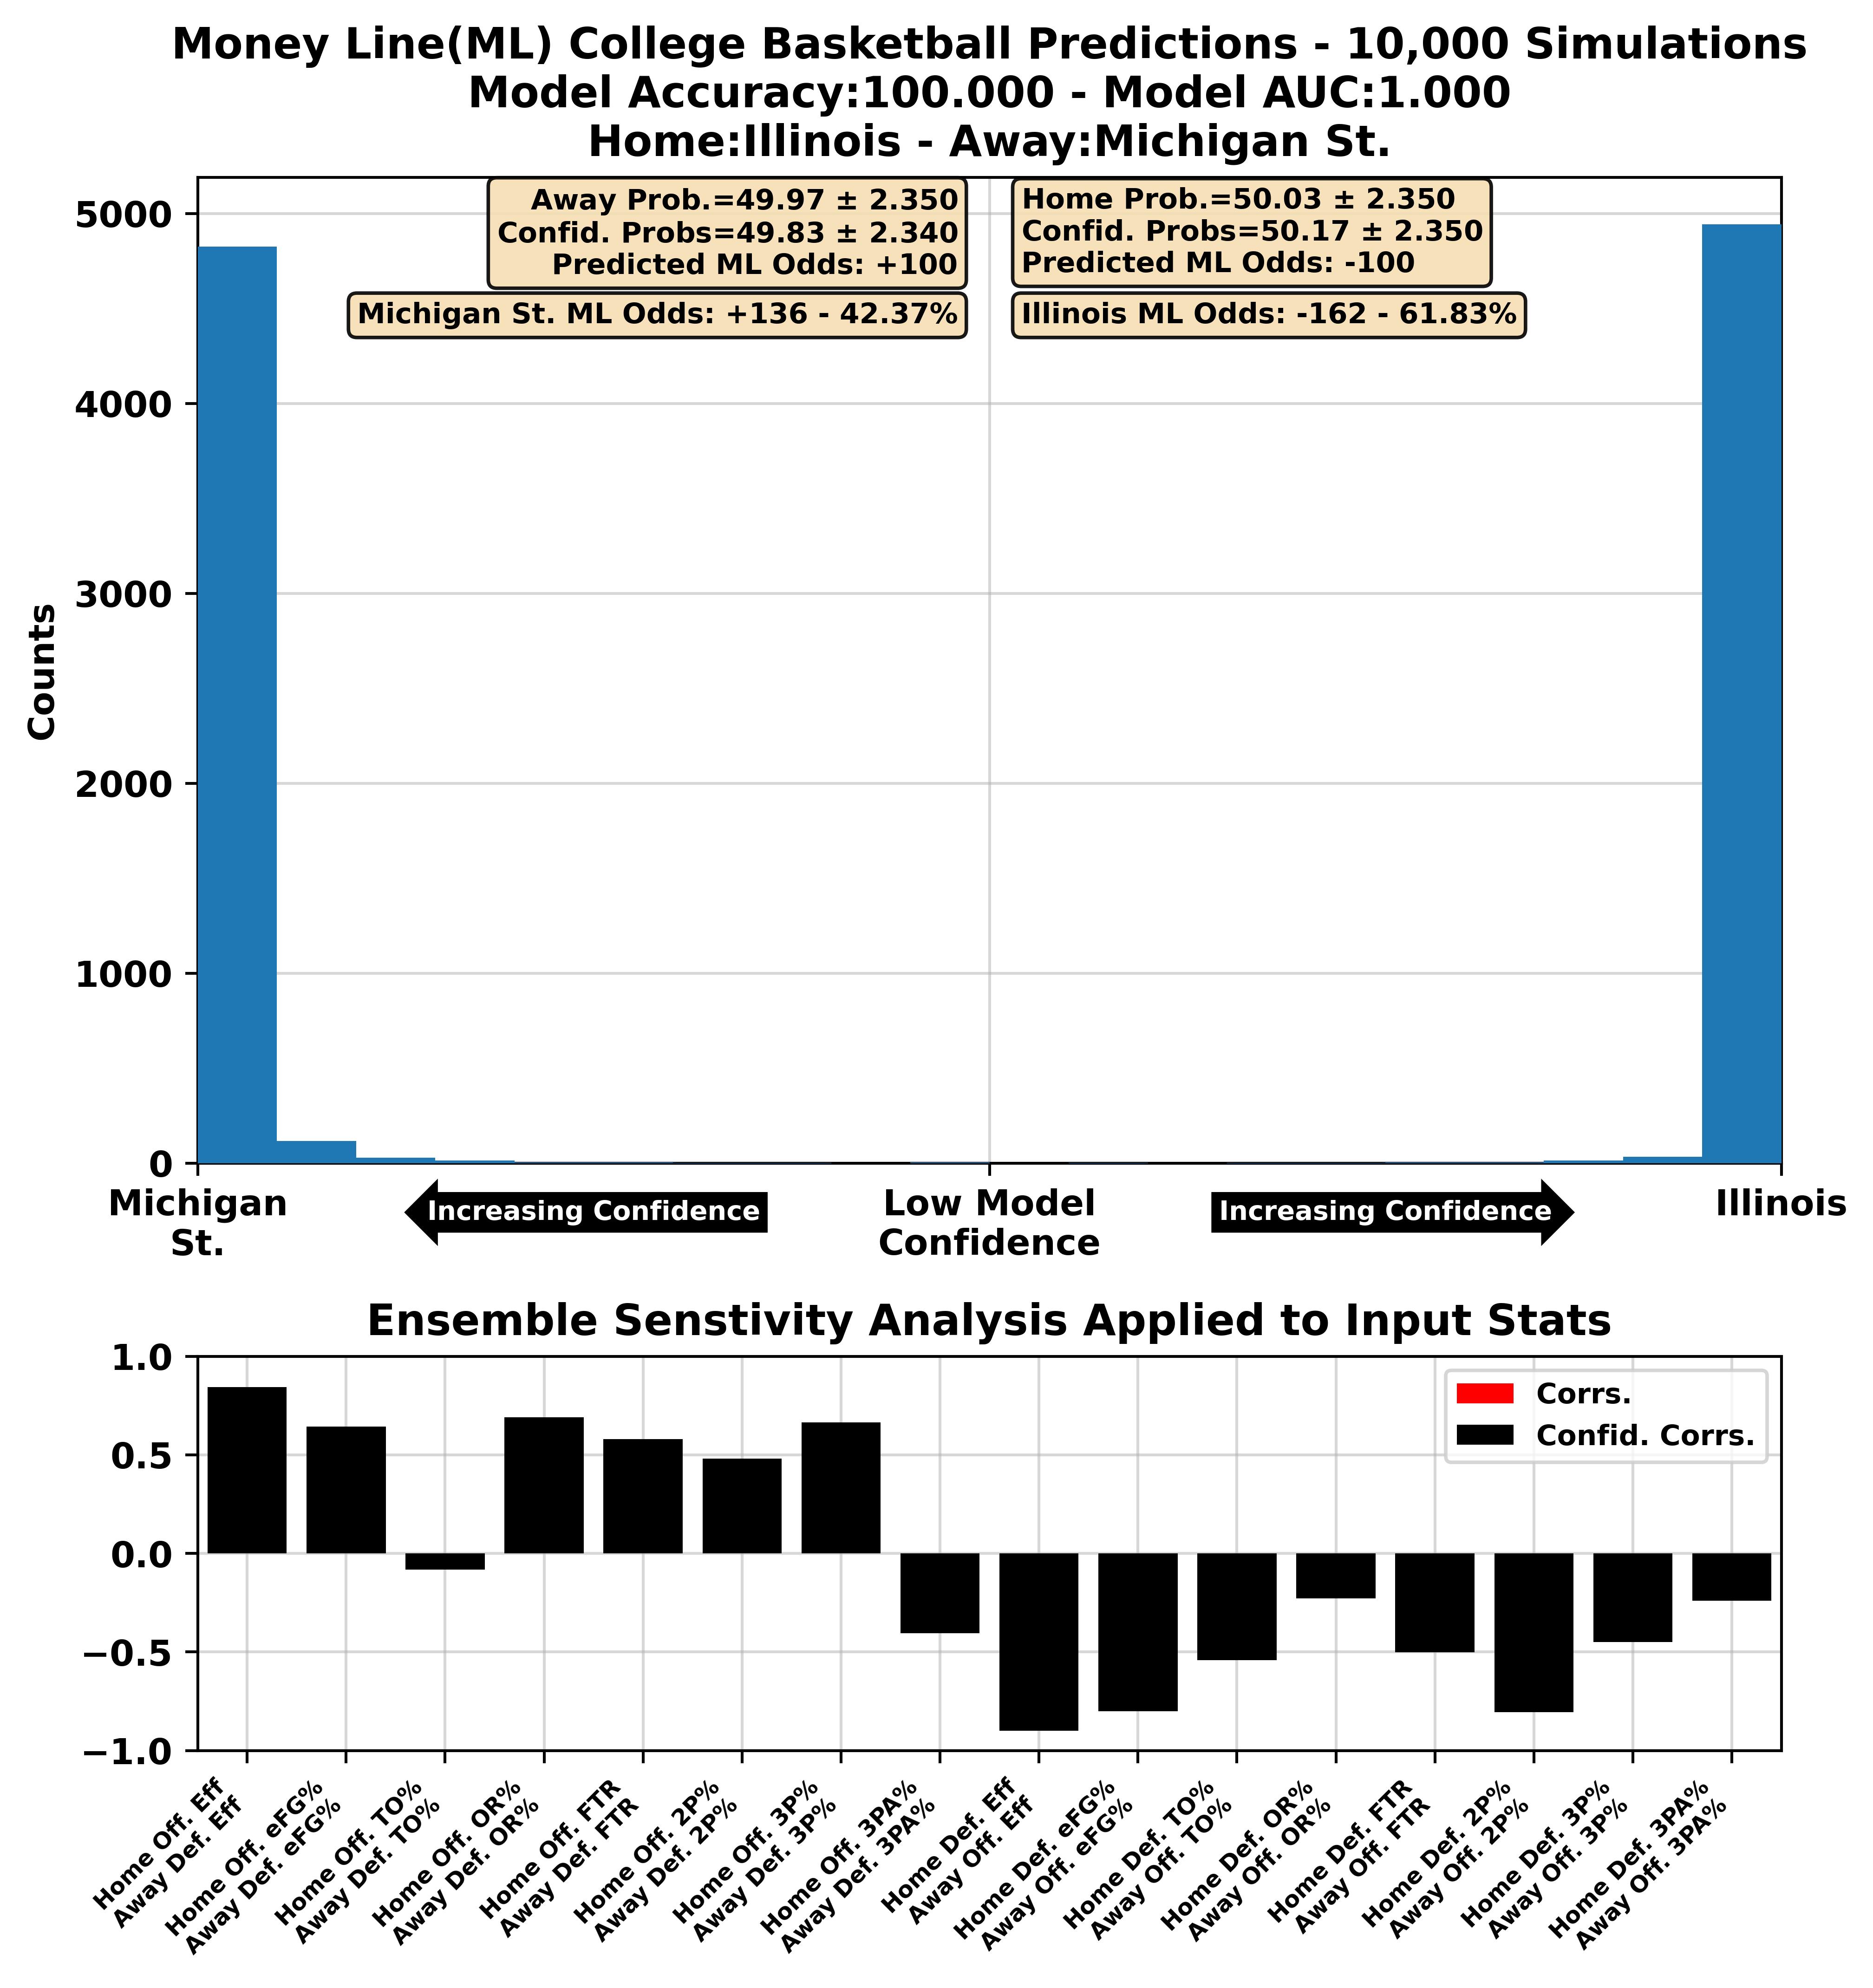 Money Line(ML) College Basketball Predictions - 10,000 Simulations
Model Accuracy:100.000 - Model AUC:1.000
Home:Illinois - Away:Michigan St.
Away Prob.=49.97 ± 2.350
Confid. Probs=49.83 ± 2.340
Predicted ML Odds: +100
Michigan St. ML Odds: +136 - 42.37%
Home Prob.=50.03 ± 2.350
Confid. Probs=50.17 ± 2.350
Predicted ML Odds: -100
Illinois ML Odds: -162 - 61.83%
5000
4000
3000
2000
1000
0
Counts
Michigan
St.
Increasing Confidence
Low Model
Confidence
Increasing Confidence
Illinois
Ensemble Senstivity Analysis Applied to Input Stats
1.0
0.5
0.0
−0.5
−1.0
Corrs.
Confid. Corrs.
Home Off. Eff
Away Def. Eff
Home Off. eFG%
Away Def. eFG%
Home Off. TO%
Away Def. TO%
Home Off. OR%
Away Def. OR%
Home Off. FTR
Away Def. FTR
Home Off. 2P%
Away Def. 2P%
Home Off. 3P%
Away Def. 3P%
Home Off. 3PA%
Away Def. 3PA%
Home Def. Eff
Away Off. Eff
Home Def. eFG%
Away Off. eFG%
Home Def. TO%
Away Off. TO%
Home Def. OR%
Away Off. OR%
Home Def. FTR
Away Off. FTR
Home Def. 2P%
Away Off. 2P%
Home Def. 3P%
Away Off. 3P%
Home Def. 3PA%
Away Off. 3PA%